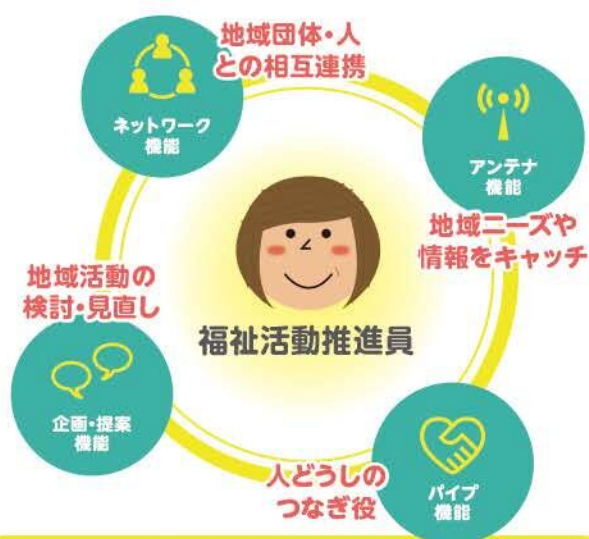 地域団体・人
との相互連携
ネットワーク
機能
アンテナ
機能
地域ニーズや
情報をキャッチ
地域活動の
検討・見直し
福祉活動推進員
企画・提案
機能
人どうしの
つなぎ役
パイプ
機能